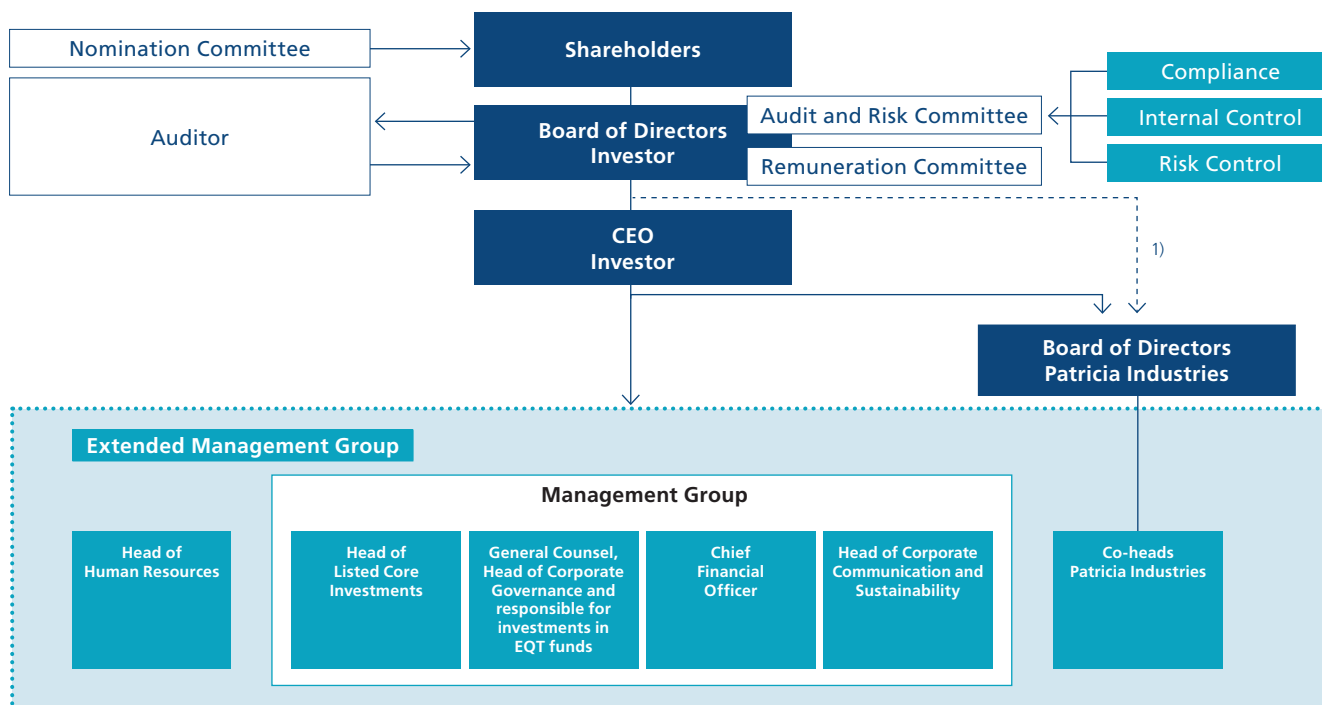 Nomination Committee
Shareholders
Compliance
Auditor
Board of Directors
Investor
Audit and Risk Committee
Internal Control
Remuneration Committee
Risk Control
CEO
Investor
1)
Board of Directors
Patricia Industries
Extended Management Group
Management Group
Head of
Human Resources
Head of
Listed Core
Investments
General Counsel,
Head of Corporate
Governance and
responsible for
investments in
EQT funds
Chief
Financial
Officer
Head of Corporate
Communication and
Sustainability
Co-heads
Patricia Industries